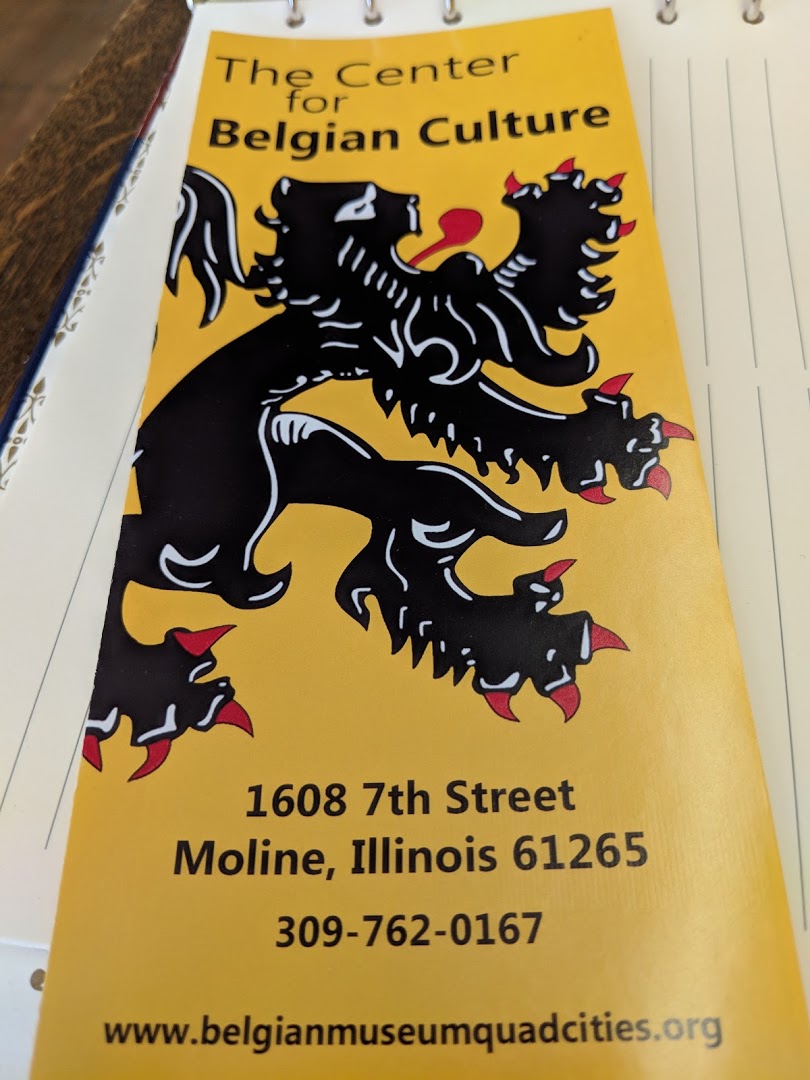 The Center
for
Belgian Culture
1608 7th Street
Moline, Illinois 61265
309-762-0167
www.belgianmuseumquadcities.org